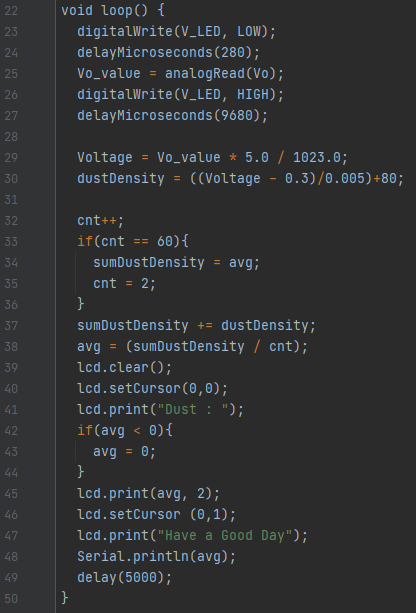 22 void loop() {
23   digitalWrite(V_LED, LOW);
24   delayMicroseconds(280);
25   Vo_value = analogRead(Vo);
26   digitalWrite(V_LED, HIGH);
27   delayMicroseconds(9680);
28
29   Voltage = Vo_value * 5.0 / 1023.0;
30   dustDensity = ((Voltage - 0.3)/0.005)+80;
31
32   cnt++;
33   if(cnt == 60){
34     sumDustDensity = avg;
35     cnt = 2;
36   }
37   sumDustDensity += dustDensity;
38   avg = (sumDustDensity / cnt);
39   lcd.clear();
40   lcd.setCursor(0,0);
41   lcd.print("Dust : ");
42   if(avg < 0){
43     avg = 0;
44   }
45   lcd.print(avg, 2);
46   lcd.setCursor (0,1);
47   lcd.print("Have a Good Day");
48   Serial.println(avg);
49   delay(5000);
50 }